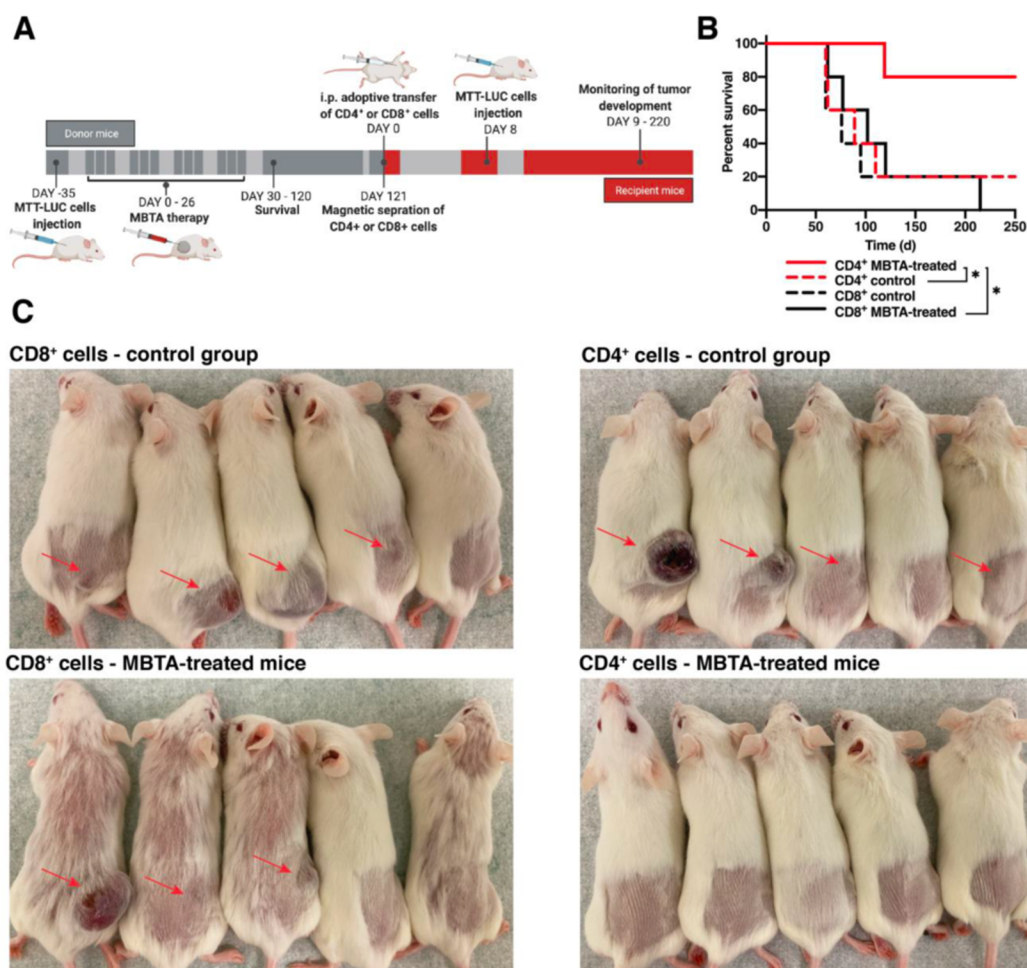 A
Donor mice
DAY -35
MTT-LUC cells
injection
DAY 0 - 26
MBTA therapy
DAY 30 - 120
Survival
i.p. adoptive transfer
of CD4⁺ or CD8⁺ cells
DAY 0
DAY 121
Magnetic sepration of
CD4+ or CD8+ cells
MTT-LUC cells
injection
DAY 8
Monitoring of tumor
development
DAY 9 - 220
Recipient mice
B
Percent survival
100
80
60
40
20
0
0 50 100 150 200 250
Time (d)
CD4⁺ MBTA-treated
CD4⁺ control
CD8⁺ control
CD8⁺ MBTA-treated
*
*
C
CD8⁺ cells - control group
CD4⁺ cells - control group
CD8⁺ cells - MBTA-treated mice
CD4⁺ cells - MBTA-treated mice